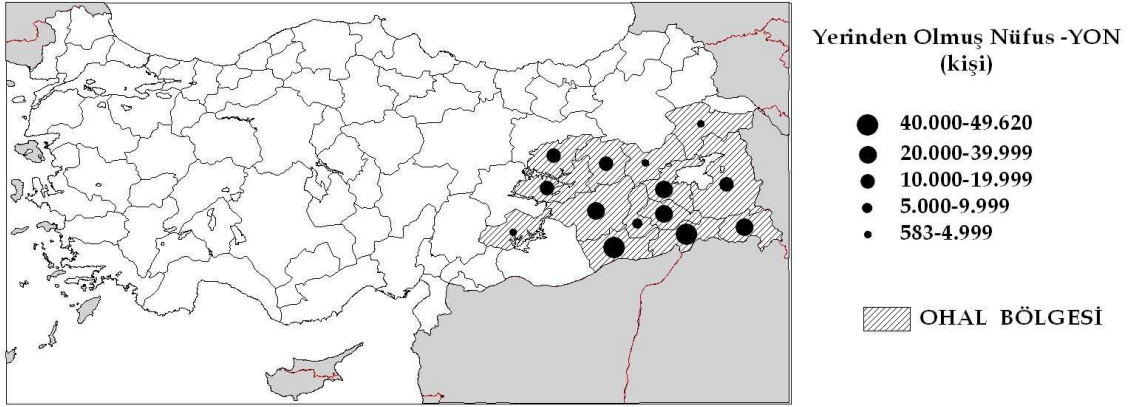 Yerinden Olmuş Nüfus -YON
(kişi)
40.000-49.620
20.000-39.999
10.000-19.999
5.000-9.999
583-4.999
OHAL BÖLGESİ